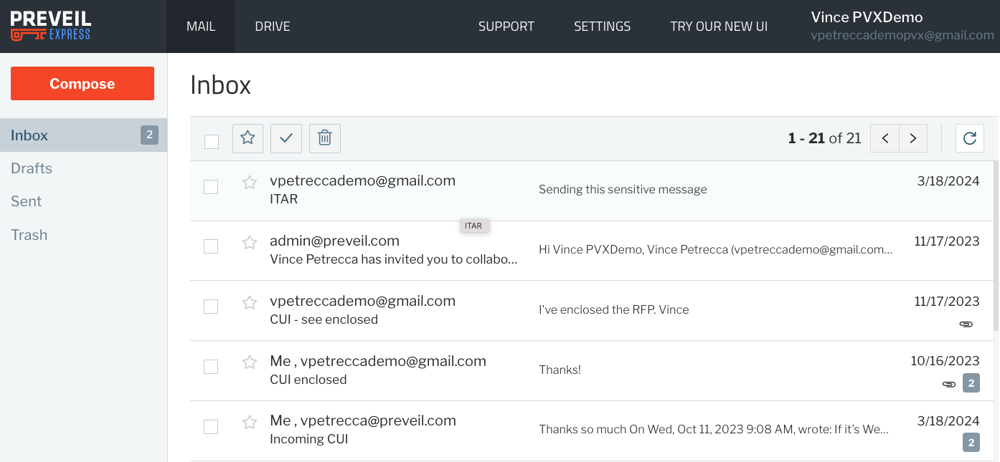 PREVEIL
EXPRESS
MAIL
DRIVE
SUPPORT
SETTINGS
TRY OUR NEW UI
Vince PVXDemo
vpetreccademopvx@gmail.com
Compose
Inbox
2
Drafts
Sent
Trash
Inbox
1 - 21 of 21
vpetreccademo@gmail.com
ITAR
Sending this sensitive message
3/18/2024
ITAR
admin@preveil.com
Vince Petrecca has invited you to collabo...
Hi Vince PVXDemo, Vince Petrecca (vpetreccademo@gmail.com...
11/17/2023
vpetreccademo@gmail.com
CUI - see enclosed
I've enclosed the RFP. Vince
11/17/2023
Me , vpetreccademo@gmail.com
CUI enclosed
Thanks!
10/16/2023
2
Me , vpetrecca@preveil.com
Incoming CUI
Thanks so much On Wed, Oct 11, 2023 9:08 AM, wrote: If it's We...
3/18/2024
2